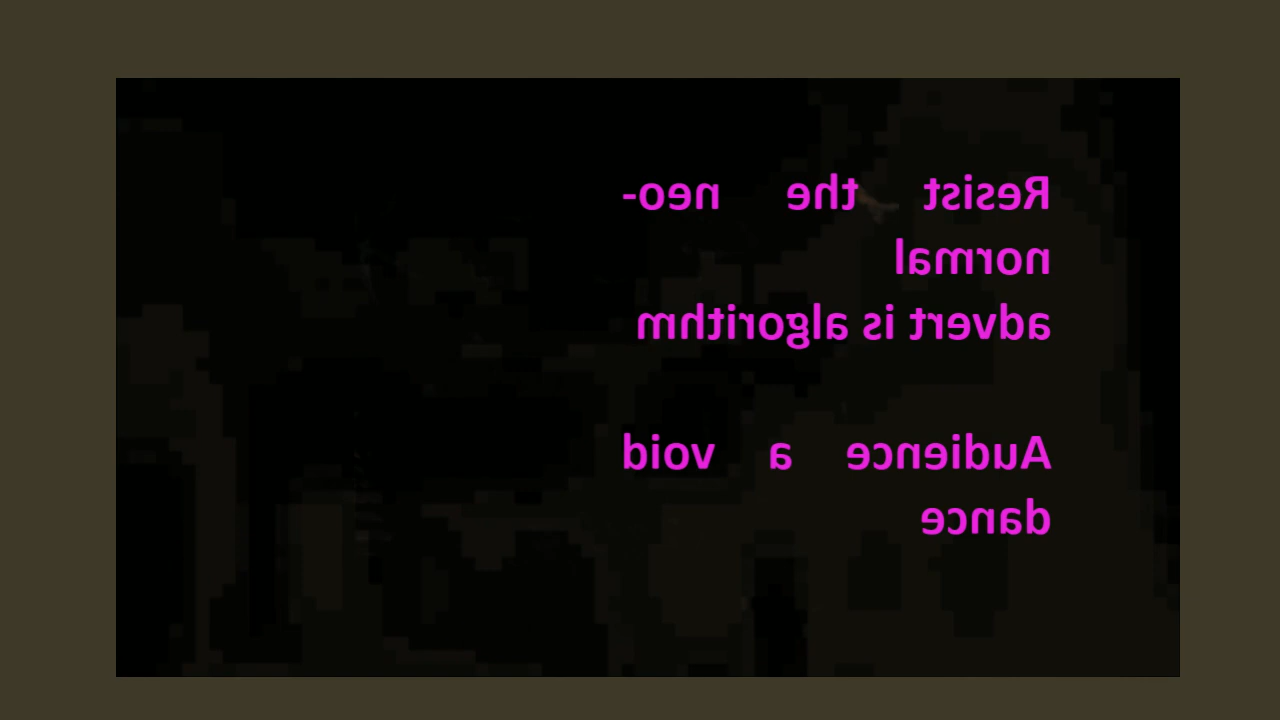 Resist the neo-
normal
advert is algorithm
Audience a void
dance